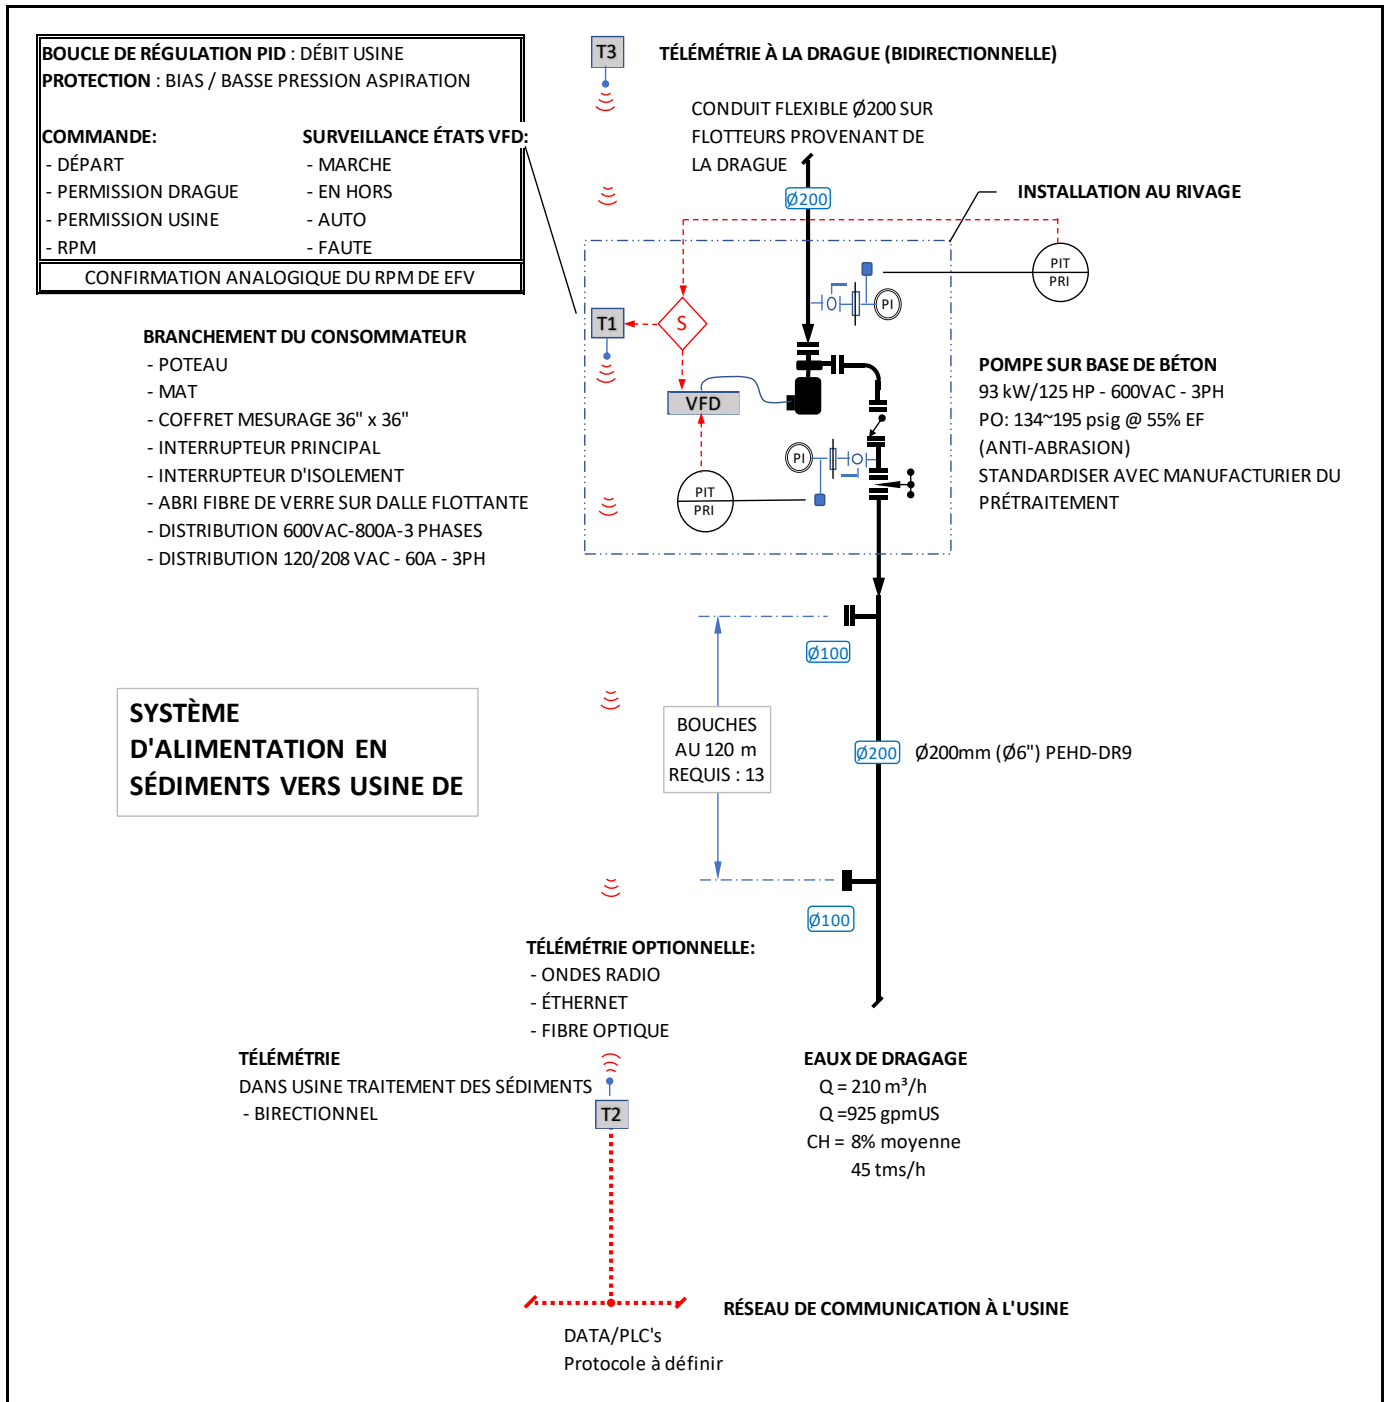 BOUCLE DE RÉGULATION PID : DÉBIT USINE
PROTECTION : BIAS / BASSE PRESSION ASPIRATION
COMMANDE:
- DÉPART
- PERMISSION DRAGUE
- PERMISSION USINE
- RPM
SURVEILLANCE ÉTATS VFD:
- MARCHE
- EN HORS
- AUTO
- FAUTE
CONFIRMATION ANALOGIQUE DU RPM DE EFV
T3
TÉLÉMÉTRIE À LA DRAGUE (BIDIRECTIONNELLE)
CONDUIT FLEXIBLE Ø200 SUR
FLOTTEURS PROVENANT DE
LA DRAGUE
Ø200
INSTALLATION AU RIVAGE
PIT
PRI
PI
T1
S
VFD
PI
PIT
PRI
BRANCHEMENT DU CONSOMMATEUR
- POTEAU
- MAT
- COFFRET MESURAGE 36" x 36"
- INTERRUPTEUR PRINCIPAL
- INTERRUPTEUR D'ISOLEMENT
- ABRI FIBRE DE VERRE SUR DALLE FLOTTANTE
- DISTRIBUTION 600VAC-800A-3 PHASES
- DISTRIBUTION 120/208 VAC - 60A - 3PH
POMPE SUR BASE DE BÉTON
93 kW/125 HP - 600VAC - 3PH
PO: 134~195 psig @ 55% EF
(ANTI-ABRASION)
STANDARDISER AVEC MANUFACTURIER DU
PRÉTRAITEMENT
Ø100
SYSTÈME
D'ALIMENTATION EN
SÉDIMENTS VERS USINE DE
BOUCHES
AU 120 m
REQUIS : 13
Ø200
Ø200mm (Ø6") PEHD-DR9
Ø100
TÉLÉMÉTRIE OPTIONNELLE:
- ONDES RADIO
- ÉTHERNET
- FIBRE OPTIQUE
TÉLÉMÉTRIE
DANS USINE TRAITEMENT DES SÉDIMENTS
- BIRECTIONNEL
T2
EAUX DE DRAGAGE
Q = 210 m³/h
Q =925 gpmUS
CH = 8% moyenne
45 tms/h
RÉSEAU DE COMMUNICATION À L'USINE
DATA/PLC's
Protocole à définir